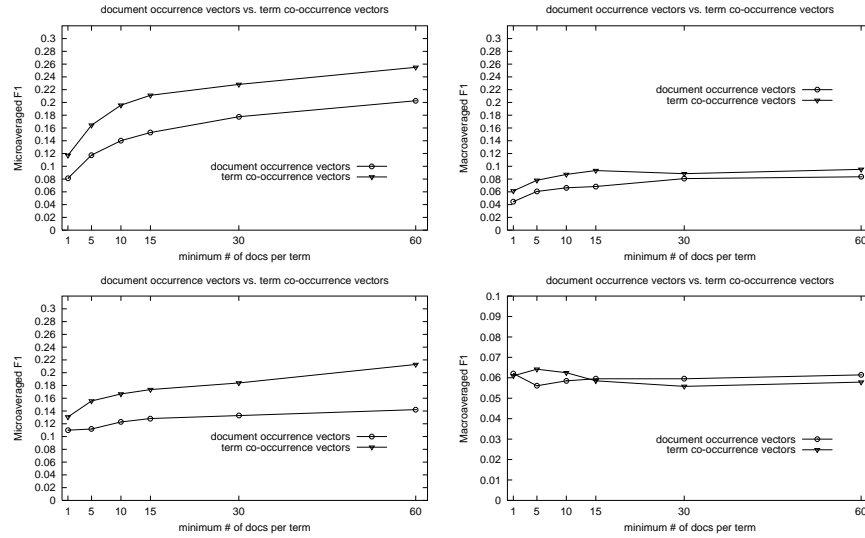 document occurrence vectors vs. term co-occurrence vectors
Microaveraged F1
0.32
0.3
0.28
0.26
0.24
0.22
0.2
0.18
0.16
0.14
0.12
0.1
0.08
0.06
0.04
0.02
0
document occurrence vectors
term co-occurrence vectors
1 5 10 15 30 60
minimum # of docs per term
document occurrence vectors vs. term co-occurrence vectors
Macroaveraged F1
0.32
0.3
0.28
0.26
0.24
0.22
0.2
0.18
0.16
0.14
0.12
0.1
0.08
0.06
0.04
0.02
0
document occurrence vectors
term co-occurrence vectors
1 5 10 15 30 60
minimum # of docs per term
document occurrence vectors vs. term co-occurrence vectors
Microaveraged F1
0.32
0.3
0.28
0.26
0.24
0.22
0.2
0.18
0.16
0.14
0.12
0.1
0.08
0.06
0.04
0.02
0
document occurrence vectors
term co-occurrence vectors
1 5 10 15 30 60
minimum # of docs per term
document occurrence vectors vs. term co-occurrence vectors
Macroaveraged F1
0.1
0.09
0.08
0.07
0.06
0.05
0.04
0.03
0.02
0.01
0
document occurrence vectors
term co-occurrence vectors
1 5 10 15 30 60
minimum # of docs per term